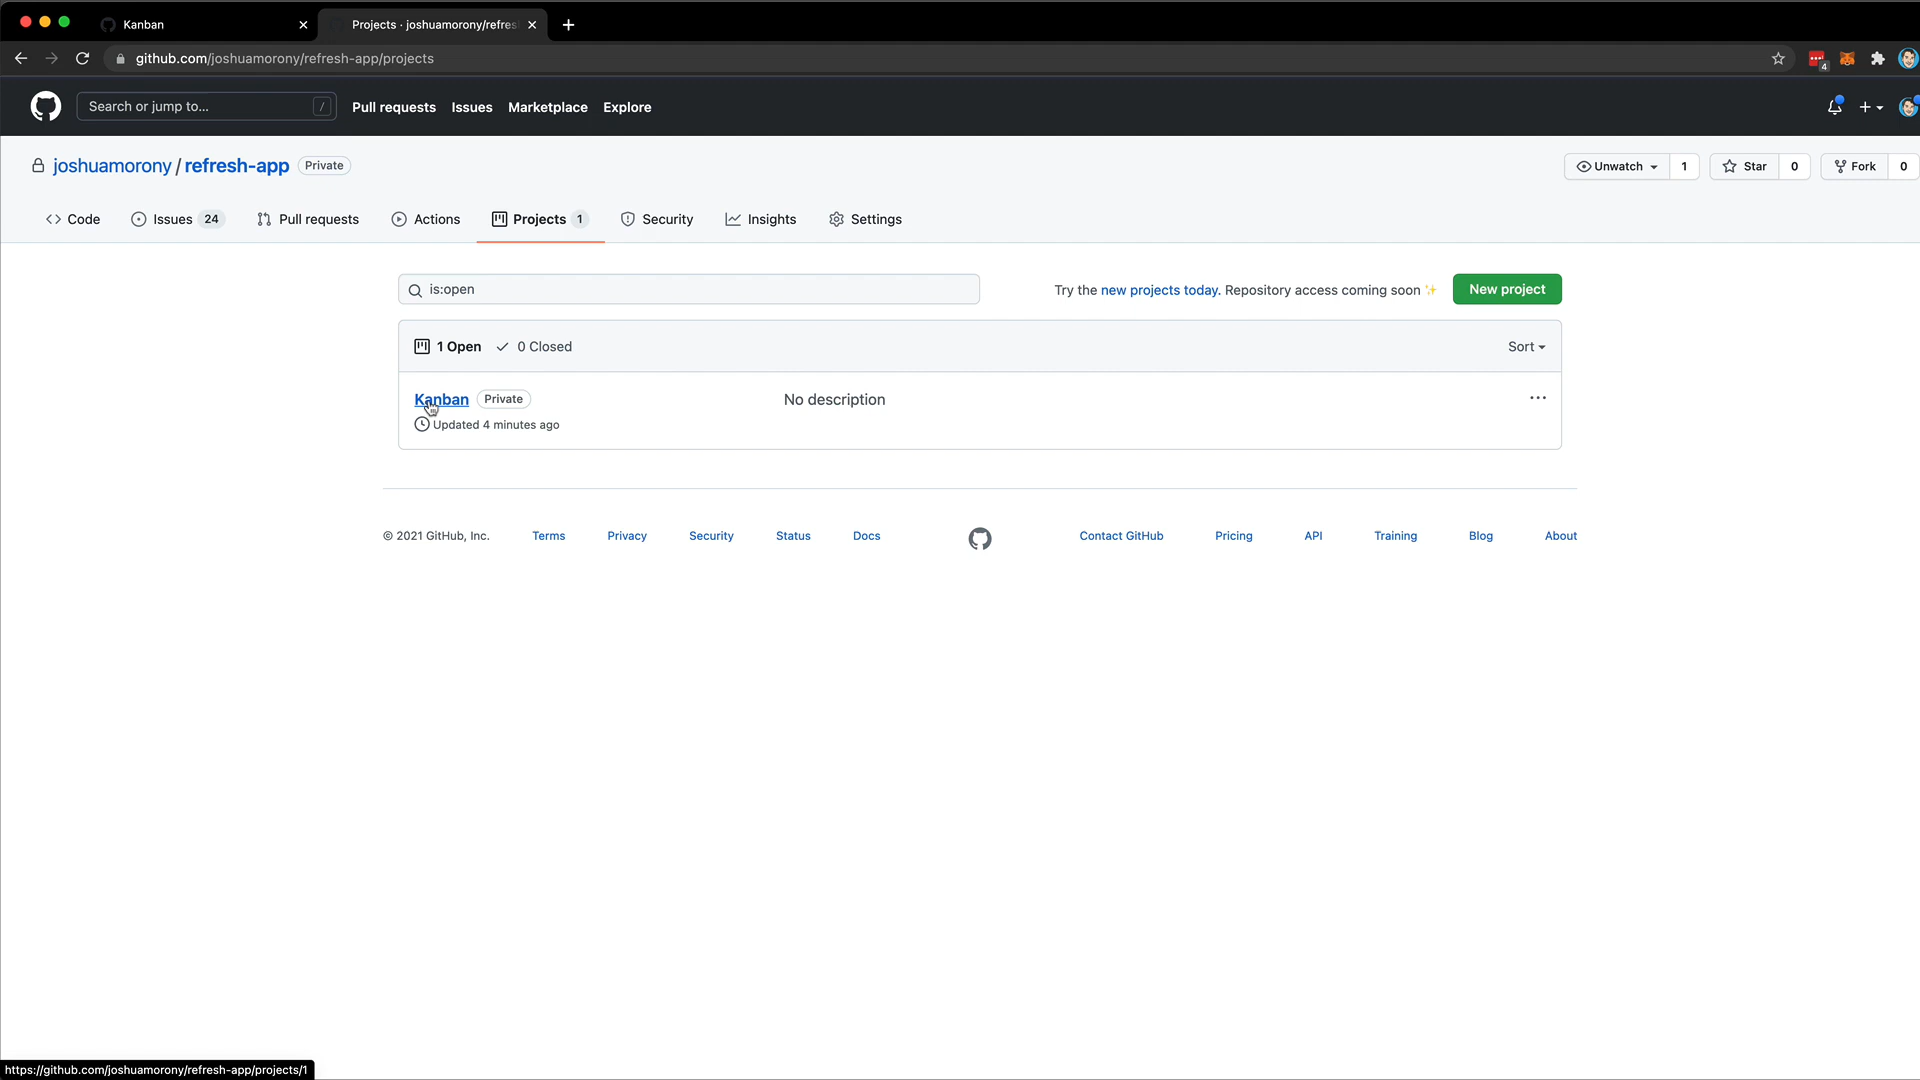 Kanban
Projects · joshuamorony/refres
github.com/joshuamorony/refresh-app/projects
4
Search or jump to...
/
Pull requests
Issues
Marketplace
Explore
joshuamorony / refresh-app
Private
Unwatch
1
Star
0
Fork
0
Code
Issues 24
Pull requests
Actions
Projects 1
Security
Insights
Settings
is:open
Try the new projects today. Repository access coming soon ✨
New project
1 Open
0 Closed
Sort
Kanban
Private
No description
Updated 4 minutes ago
© 2021 GitHub, Inc.
Terms
Privacy
Security
Status
Docs
Contact GitHub
Pricing
API
Training
Blog
About
https://github.com/joshuamorony/refresh-app/projects/1